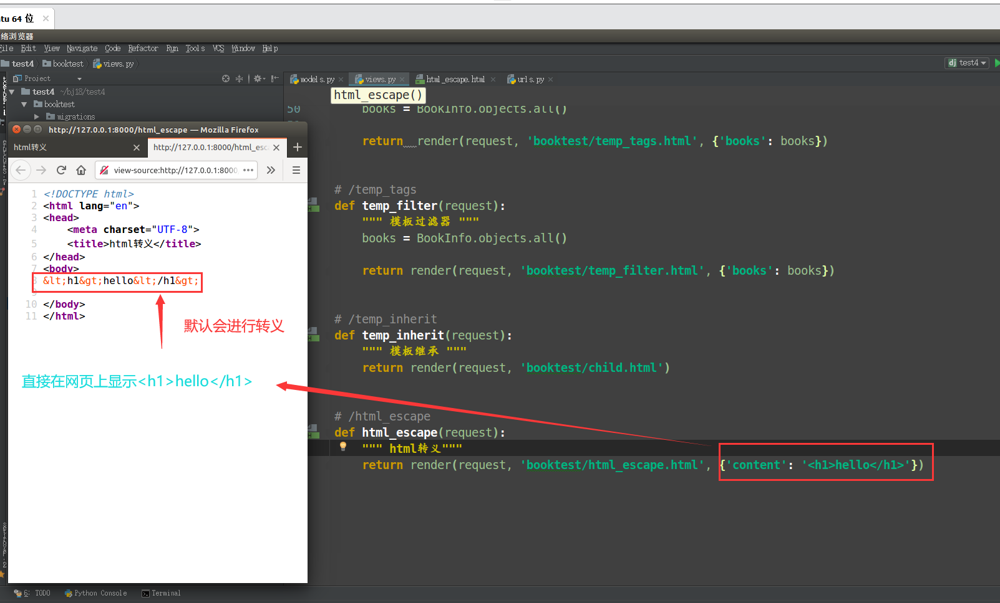 tu 64 位
络浏览器
File Edit View Navigate Code Refactor Run Tools VCS Window Help
test4 booktest views.py
dj test4
Project
models.py views.py html_escape.html urls.py
test4 ~/bj18/test4
booktest
migrations
html_escape()
50 books = BookInfo.objects.all()
return render(request, 'booktest/temp_tags.html', {'books': books})
# /temp_tags
def temp_filter(request):
""" 模板过滤器 """
books = BookInfo.objects.all()
return render(request, 'booktest/temp_filter.html', {'books': books})
# /temp_inherit
def temp_inherit(request):
""" 模板继承 """
return render(request, 'booktest/child.html')
# /html_escape
def html_escape(request):
""" html转义"""
return render(request, 'booktest/html_escape.html', {'content': '<h1>hello</h1>'})
http://127.0.0.1:8000/html_escape — Mozilla Firefox
html转义
http://127.0.0.1:8000/html_esc
view-source:http://127.0.0.1:8000
1 <!DOCTYPE html>
2 <html lang="en">
3 <head>
4 <meta charset="UTF-8">
5 <title>html转义</title>
6 </head>
7 <body>
8 &lt;h1&gt;hello&lt;/h1&gt;
9
10 </body>
11 </html>
默认会进行转义
直接在网页上显示<h1>hello</h1>
6: TODO Python Console Terminal